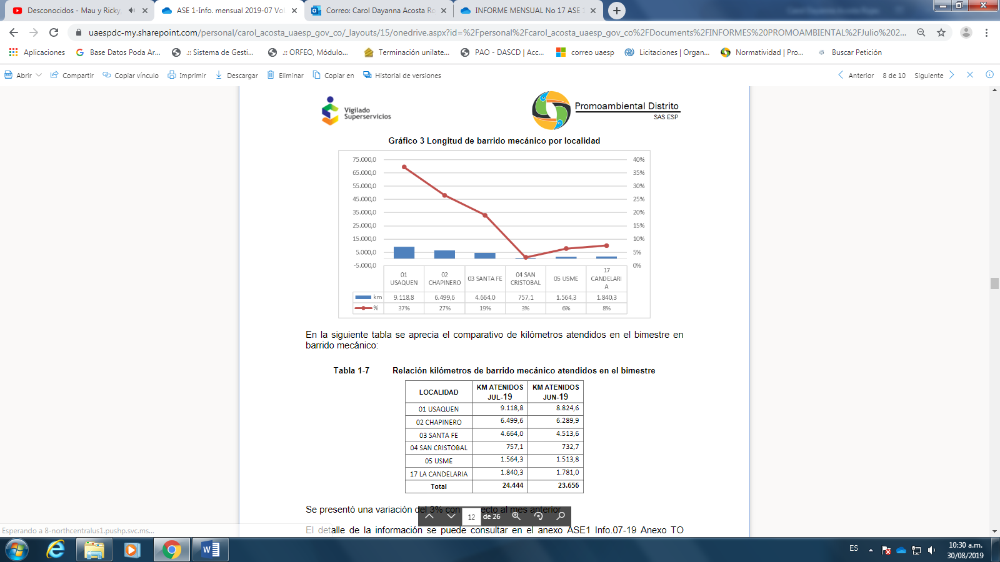 Desconocidos - Mau y Ricky
ASE 1-Info. mensual 2019-07 Vol
Correo: Carol Dayanna Acosta Ro
INFORME MENSUAL No 17 ASE 1
uaespdc-my.sharepoint.com/personal/carol_acosta_uaesp_gov_co/_layouts/15/onedrive.aspx?id=%2Fpersonal%2Fcarol_acosta_uaesp_gov_co%2FDocuments%2FINFORMES%20PROMOAMBIENTAL%2FJulio%202...
Aplicaciones Base Datos Poda Ar... .:: Sistema de Gesti... .:: ORFEO, Módulo... Terminación unilate... PAO - DASCD | Acc... correo uaesp Licitaciones | Organ... Normatividad | Pro... Buscar Petición
Abrir Compartir Copiar vínculo Imprimir Descargar Eliminar Copiar en Historial de versiones Anterior 8 de 10 Siguiente
Vigilado
Superservicios
Promoambiental Distrito
SAS ESP
Gráfico 3 Longitud de barrido mecánico por localidad
75.000,0 40%
65.000,0 35%
55.000,0 30%
45.000,0 25%
35.000,0 20%
25.000,0 15%
15.000,0 10%
5.000,0 5%
-5.000,0 0%
01 USAQUEN 02 CHAPINERO 03 SANTA FE 04 SAN CRISTOBAL 05 USME 17 CANDELARI A
km 9.118,8 6.499,6 4.664,0 757,1 1.564,3 1.840,3
% 37% 27% 19% 3% 6% 8%
En la siguiente tabla se aprecia el comparativo de kilómetros atendidos en el bimestre en
barrido mecánico:
Tabla 1-7 Relación kilómetros de barrido mecánico atendidos en el bimestre
LOCALIDAD KM ATENIDOS JUL-19 KM ATENIDOS JUN-19
01 USAQUEN 9.118,8 8.824,6
02 CHAPINERO 6.499,6 6.289,9
03 SANTA FE 4.664,0 4.513,6
04 SAN CRISTOBAL 757,1 732,7
05 USME 1.564,3 1.513,8
17 LA CANDELARIA 1.840,3 1.781,0
Total 24.444 23.656
Se presentó una variación del 3% con ecto al mes anterior
12 de 26
El detalle de la información se puede consultar en el anexo ASE1 Info.07-19 Anexo TO
Esperando a 8-northcentralus1.pushp.svc.ms...
ES
10:30 a.m.
30/08/2019